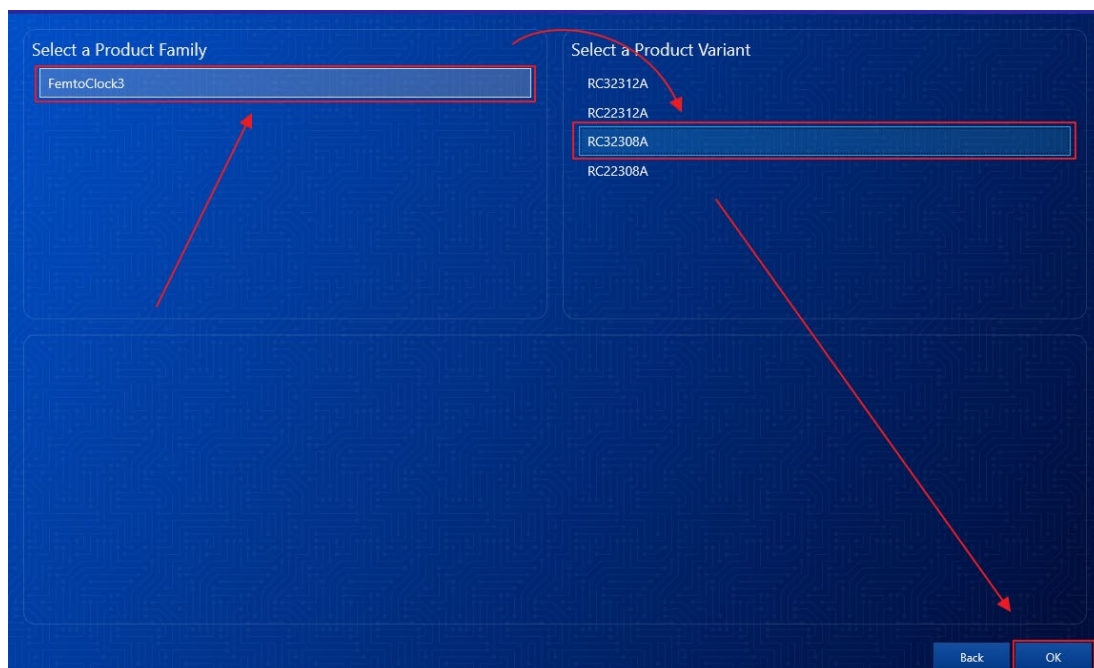 Select a Product Family
FemtoClock3
Select a Product Variant
RC32312A
RC22312A
RC32308A
RC22308A
Back
OK